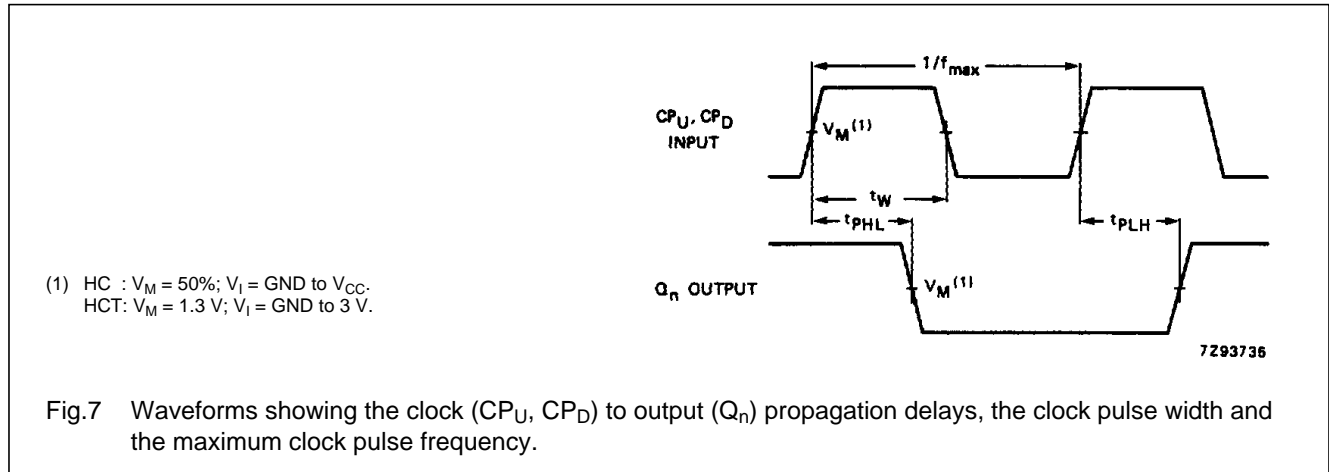 1/fmax
CPU, CPD
INPUT
VM(1)
tW
tPHL
tPLH
Qn OUTPUT
VM(1)
7Z93736
(1) HC : VM = 50%; VI = GND to VCC.
HCT: VM = 1.3 V; VI = GND to 3 V.
Fig.7 Waveforms showing the clock (CPU, CPD) to output (Qn) propagation delays, the clock pulse width and
the maximum clock pulse frequency.